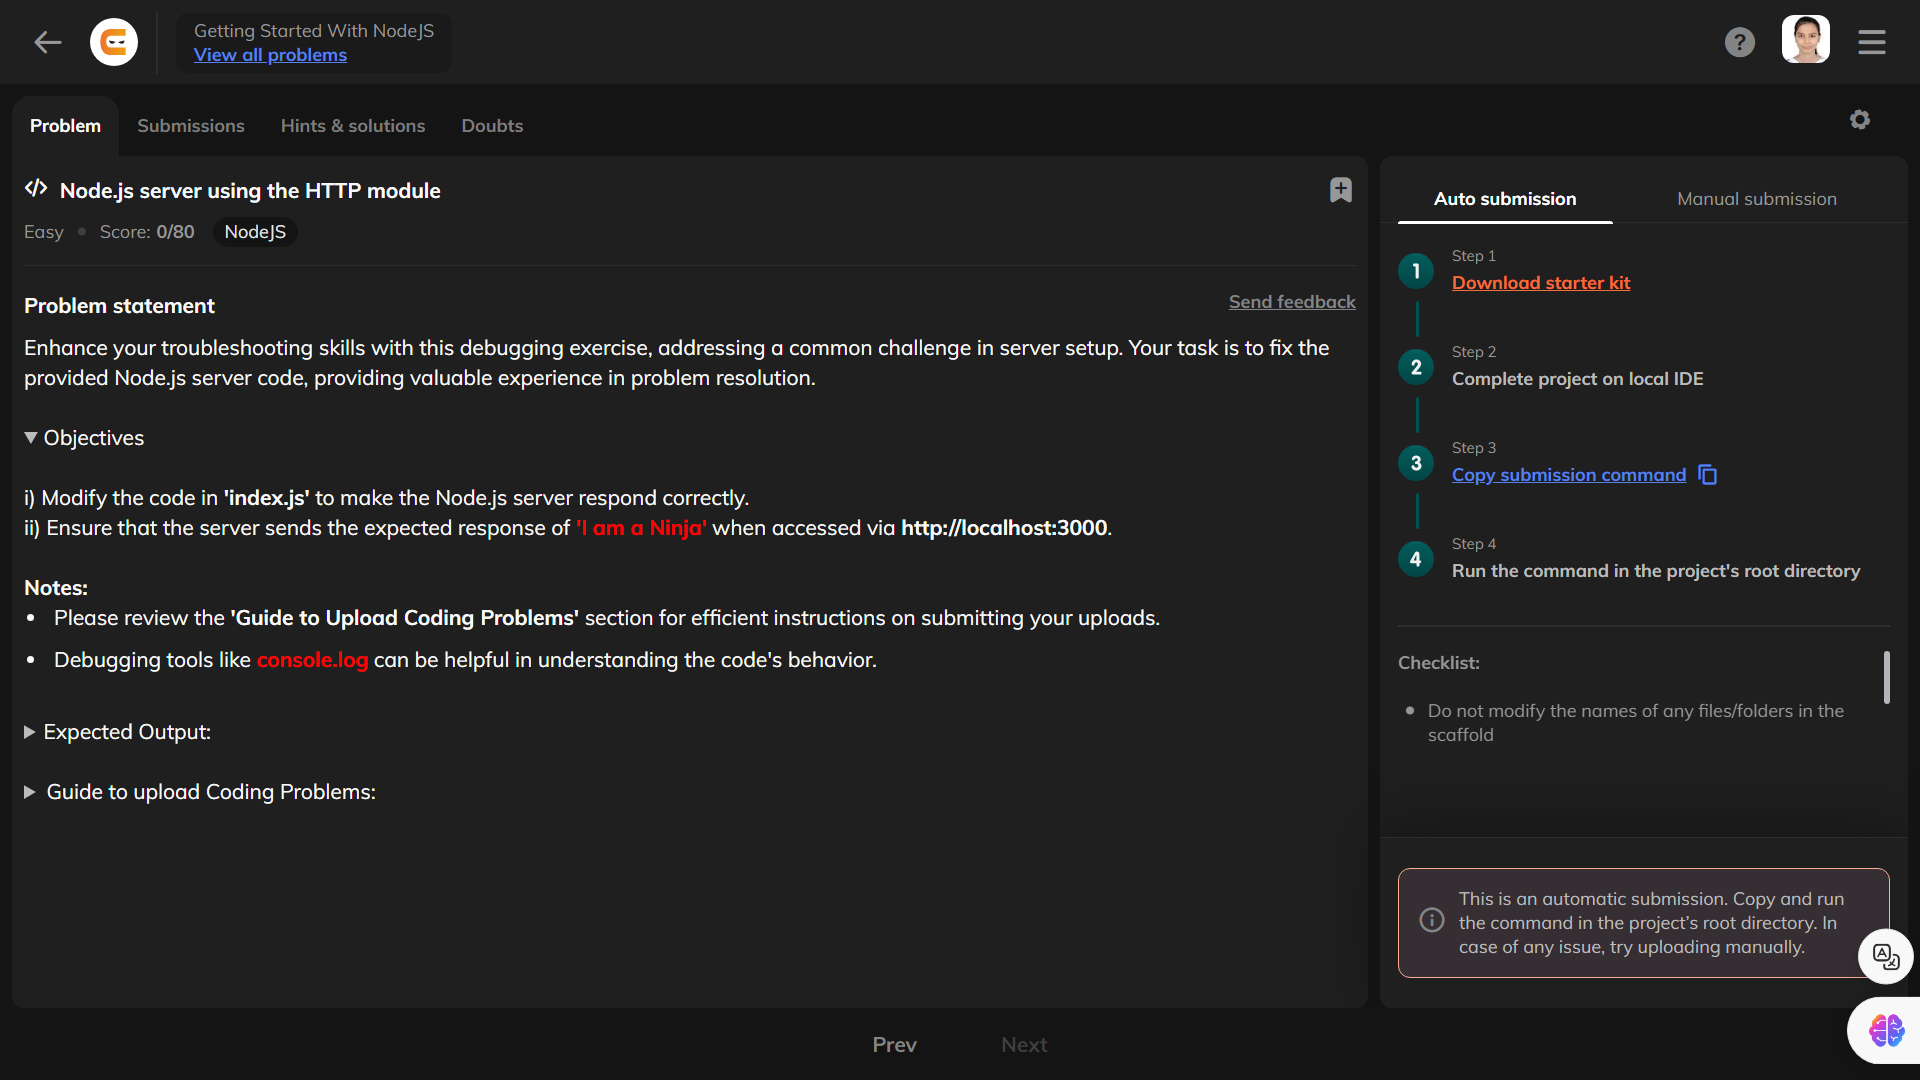 Getting Started With NodeJS
View all problems
?
Problem
Submissions
Hints & solutions
Doubts
</> Node.js server using the HTTP module
Easy • Score: 0/80 NodeJS
Problem statement
Send feedback
Enhance your troubleshooting skills with this debugging exercise, addressing a common challenge in server setup. Your task is to fix the
provided Node.js server code, providing valuable experience in problem resolution.
▼ Objectives
i) Modify the code in 'index.js' to make the Node.js server respond correctly.
ii) Ensure that the server sends the expected response of 'I am a Ninja' when accessed via http://localhost:3000.
Notes:
• Please review the 'Guide to Upload Coding Problems' section for efficient instructions on submitting your uploads.
• Debugging tools like console.log can be helpful in understanding the code's behavior.
▶ Expected Output:
▶ Guide to upload Coding Problems:
Auto submission
Manual submission
1
Step 1
Download starter kit
2
Step 2
Complete project on local IDE
3
Step 3
Copy submission command
4
Step 4
Run the command in the project's root directory
Checklist:
• Do not modify the names of any files/folders in the
scaffold
This is an automatic submission. Copy and run
the command in the project's root directory. In
case of any issue, try uploading manually.
Prev
Next